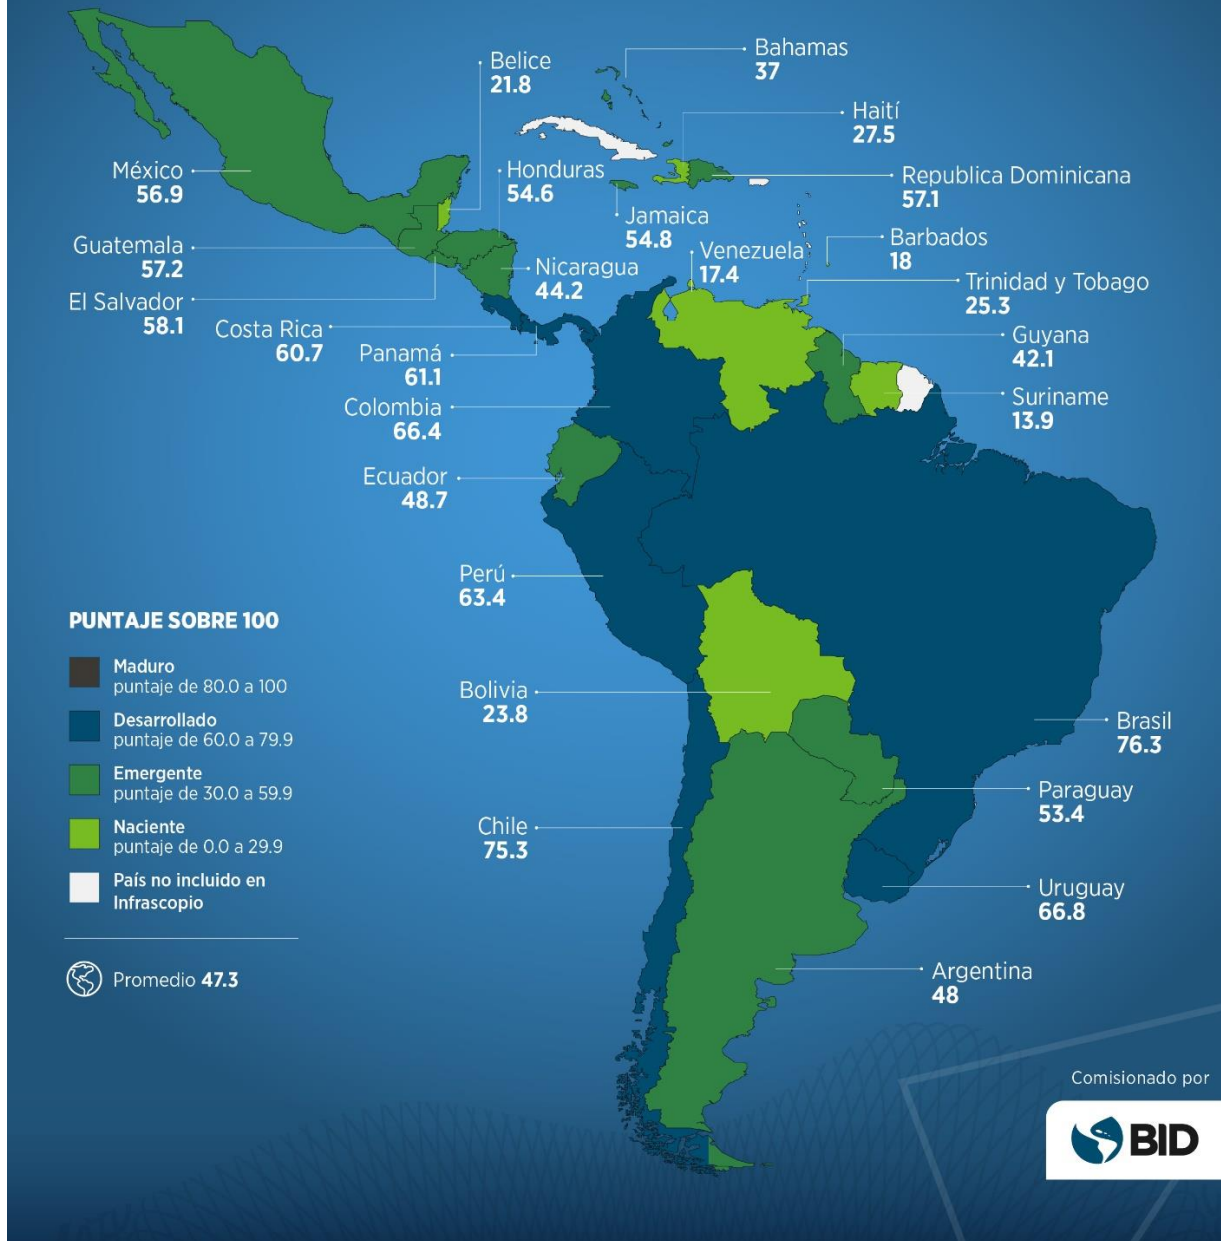 Bahamas
37
Belice
21.8
Haití
27.5
México
56.9
Honduras
54.6
Republica Dominicana
57.1
Jamaica
54.8
Guatemala
57.2
Venezuela
17.4
Barbados
18
Nicaragua
44.2
Trinidad y Tobago
25.3
El Salvador
58.1
Costa Rica
60.7
Guyana
42.1
Panamá
61.1
Suriname
13.9
Colombia
66.4
Ecuador
48.7
Perú
63.4
Bolivia
23.8
Brasil
76.3
Paraguay
53.4
Chile
75.3
Uruguay
66.8
Argentina
48
PUNTAJE SOBRE 100
Maduro
puntaje de 80.0 a 100
Desarrollado
puntaje de 60.0 a 79.9
Emergente
puntaje de 30.0 a 59.9
Naciente
puntaje de 0.0 a 29.9
País no incluido en
Infrascopio
Promedio 47.3
Comisionado por
BID